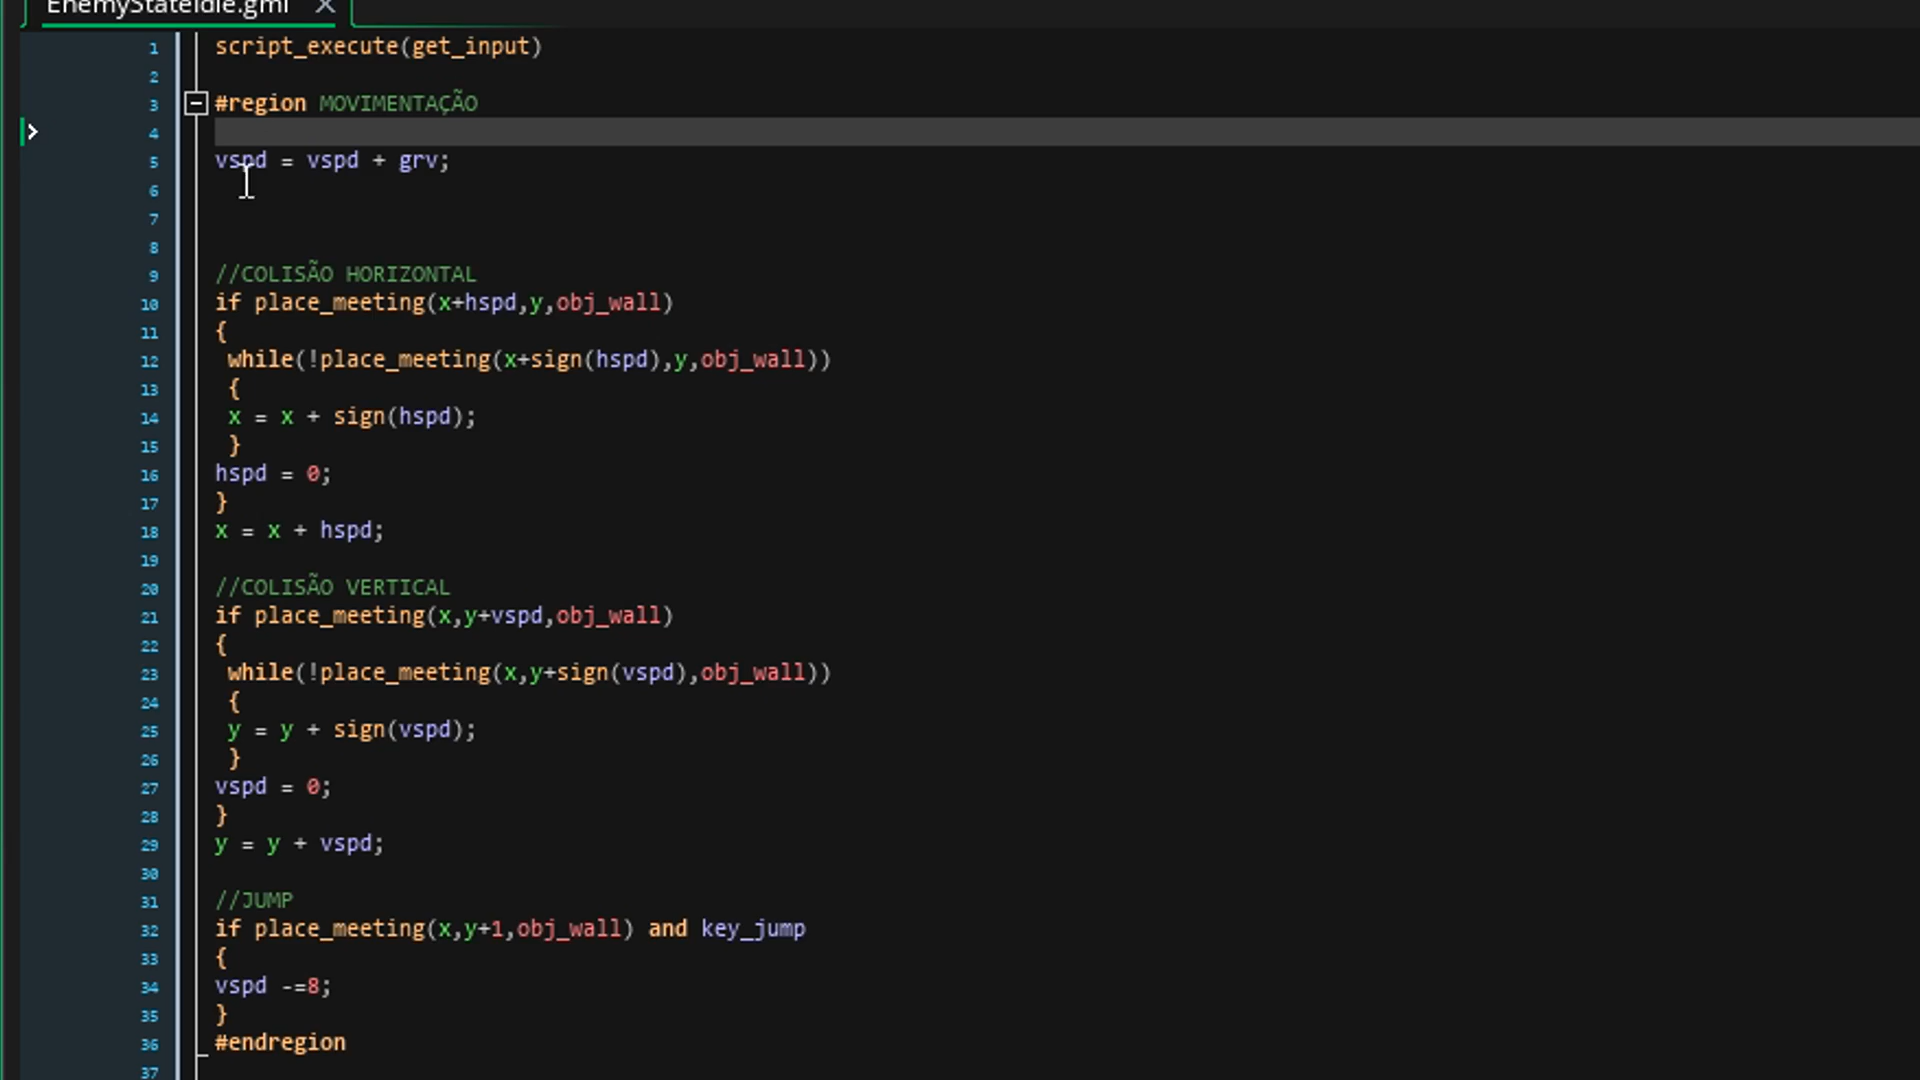 EnemyStateIdle.gml
1 script_execute(get_input)
2
3 #region MOVIMENTAÇÃO
4
5 vspd = vspd + grv;
6
7
8
9 //COLISÃO HORIZONTAL
10 if place_meeting(x+hspd,y,obj_wall)
11 {
12 while(!place_meeting(x+sign(hspd),y,obj_wall))
13 {
14 x = x + sign(hspd);
15 }
16 hspd = 0;
17 }
18 x = x + hspd;
19
20 //COLISÃO VERTICAL
21 if place_meeting(x,y+vspd,obj_wall)
22 {
23 while(!place_meeting(x,y+sign(vspd),obj_wall))
24 {
25 y = y + sign(vspd);
26 }
27 vspd = 0;
28 }
29 y = y + vspd;
30
31 //JUMP
32 if place_meeting(x,y+1,obj_wall) and key_jump
33 {
34 vspd -=8;
35 }
36 #endregion
37